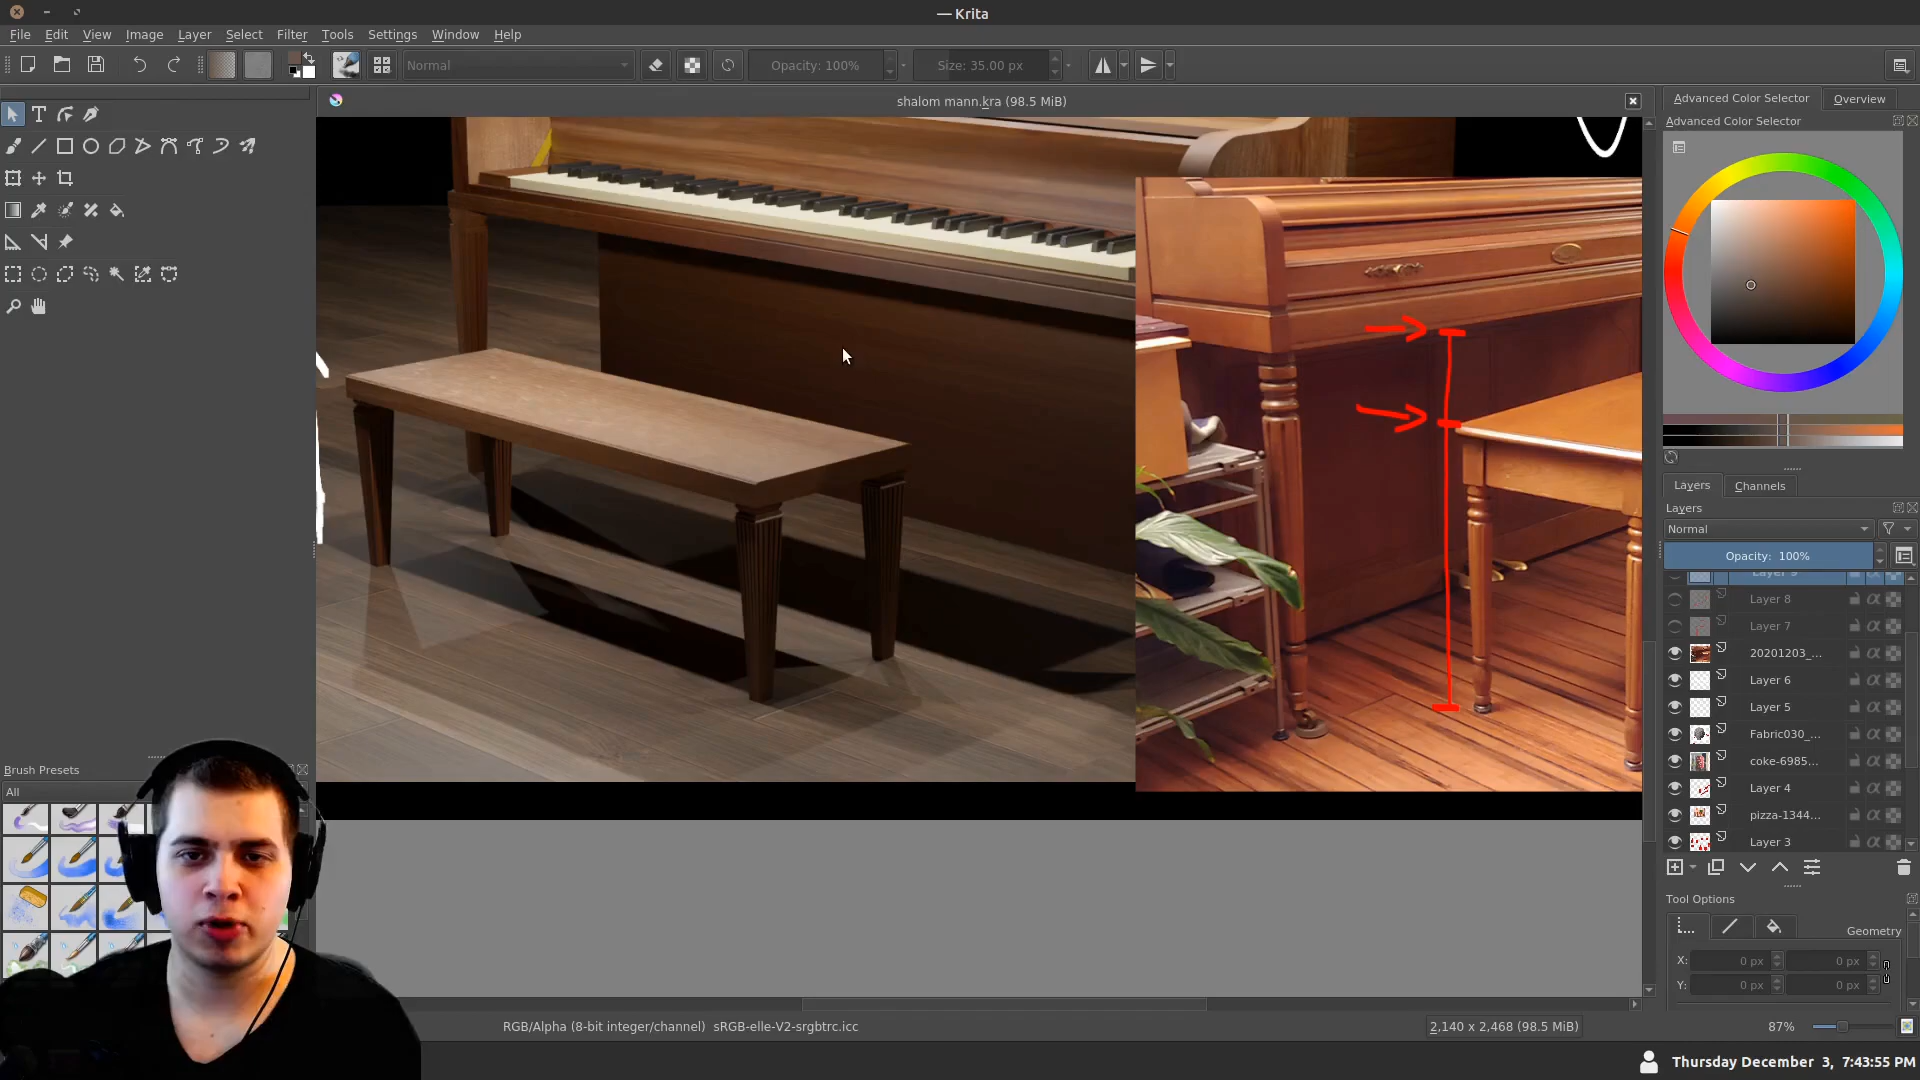 — Krita
File Edit View Image Layer Select Filter Tools Settings Window Help
Normal Opacity: 100% Size: 35.00 px
shalom mann.kra (98.5 MiB)
Advanced Color Selector Overview
Advanced Color Selector
Layers Channels
Layers
Normal
Opacity: 100%
Layer 9
Layer 8
Layer 7
20201203_...
Layer 6
Layer 5
Fabric030_...
coke-6985...
Layer 4
pizza-1344...
Layer 3
Tool Options
Geometry
X: 0 px 0 px
Y: 0 px 0 px
Brush Presets
All
RGB/Alpha (8-bit integer/channel) sRGB-elle-V2-srgbtrc.icc
2,140 x 2,468 (98.5 MiB)
87%
Thursday December 3, 7:43:55 PM